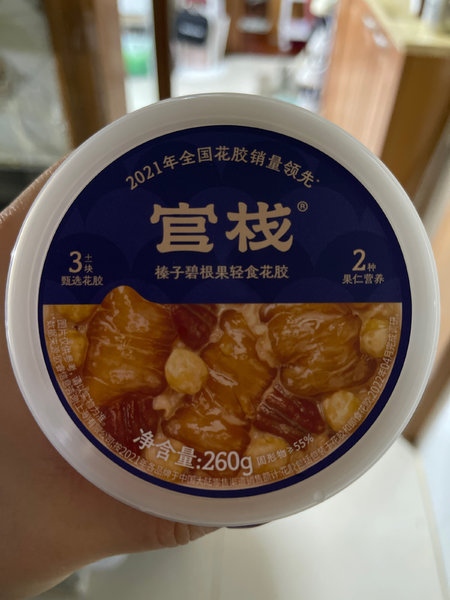 2021年全国花胶销量领先
官栈®
榛子碧根果轻食花胶
3±块
甄选花胶
2种
果仁营养
净含量:260g 固形物≥55%